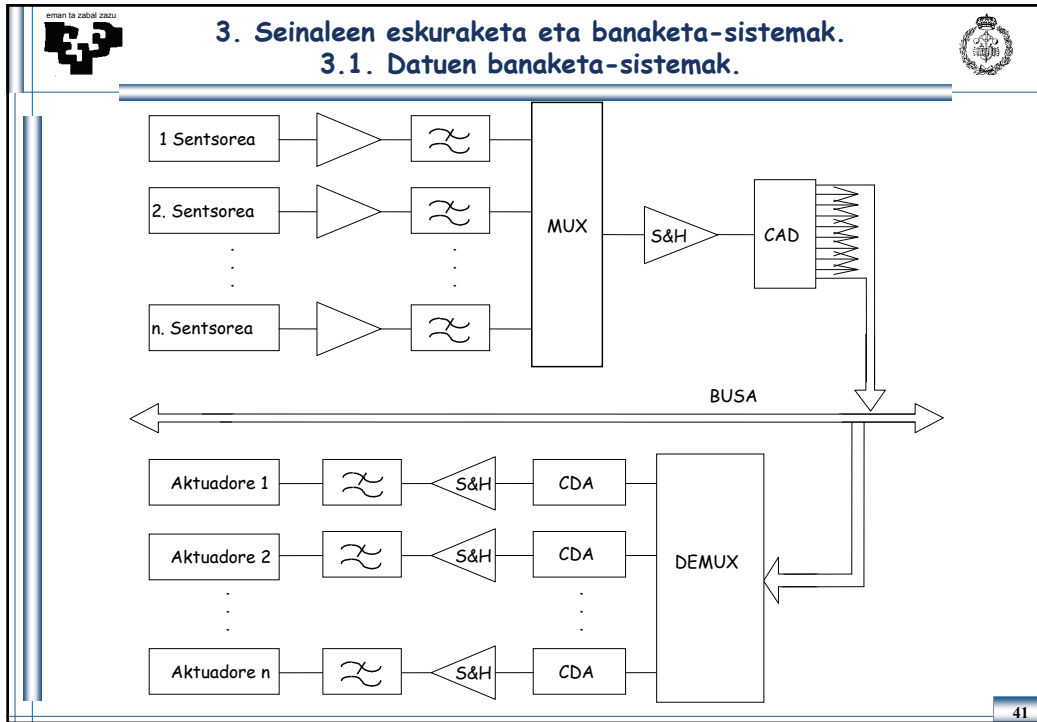 eman ta zabal zazu
3. Seinaleen eskuraketa eta banaketa-sistemak.
3.1. Datuen banaketa-sistemak.
1 Sentsorea
2. Sentsorea
n. Sentsorea
MUX
S&H
CAD
BUSA
Aktuadore 1
S&H
CDA
Aktuadore 2
S&H
CDA
DEMUX
Aktuadore n
S&H
CDA
41